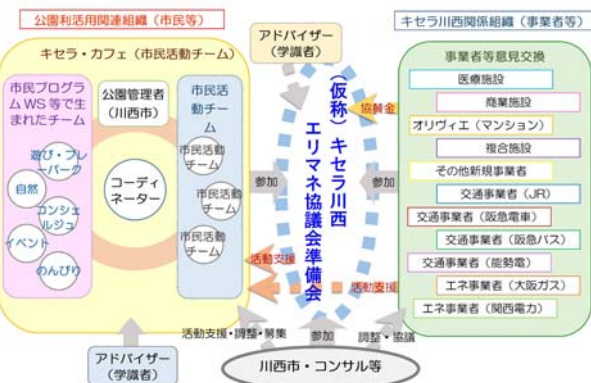 公園利活用関連組織（市民等）
キセラ・カフェ（市民活動チーム）
市民プログラ
ムWS等で生
まれたチーム
遊び・プレー
パーク
自然
コンシェ
ルジュ
イベント
のんびり
公園管理者
（川西市）
コーディ
ネーター
市民活
動チー
ム
市民活動
チーム
市民活動
チーム
市民活動
チーム
アドバイザー
（学識者）
参加
（仮称）キセラ川西
エリマネ協議会準備会
協賛金
参加
活動支援
活動支援
キセラ川西関係組織（事業者等）
事業者等意見交換
医療施設
商業施設
オリヴィエ（マンション）
複合施設
その他新規事業者
交通事業者（JR）
交通事業者（阪急電車）
交通事業者（阪急バス）
交通事業者（能勢電）
エネ事業者（大阪ガス）
エネ事業者（関西電力）
アドバイザー
（学識者）
活動支援・調整・募集
参加
調整・協議
川西市・コンサル等